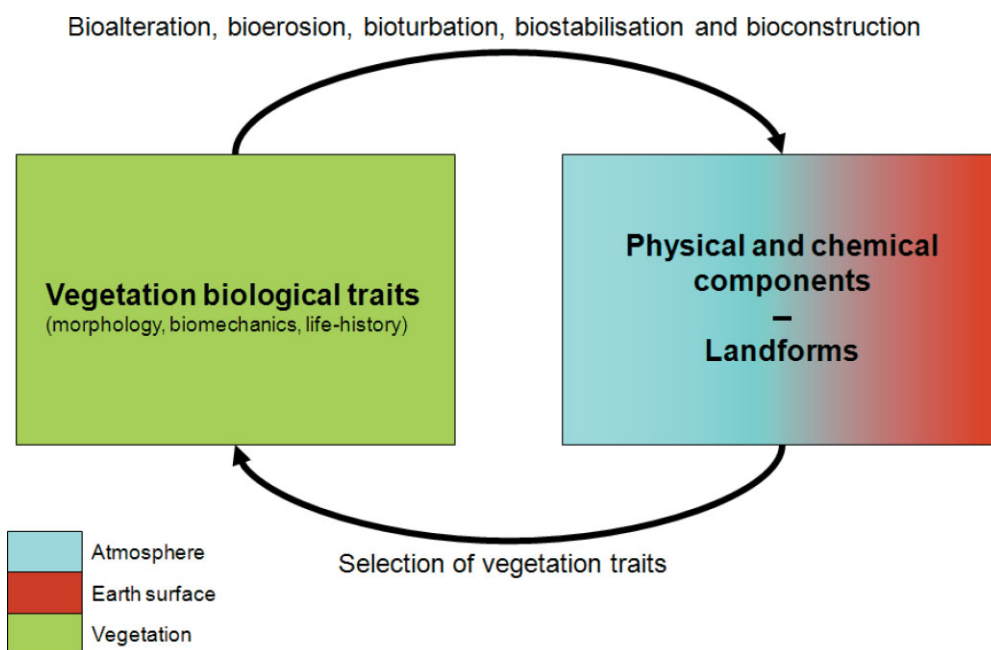 Bioalteration, bioerosion, bioturbation, biostabilisation and bioconstruction
Vegetation biological traits
(morphology, biomechanics, life-history)
Physical and chemical
components
–
Landforms
Selection of vegetation traits
Atmosphere
Earth surface
Vegetation